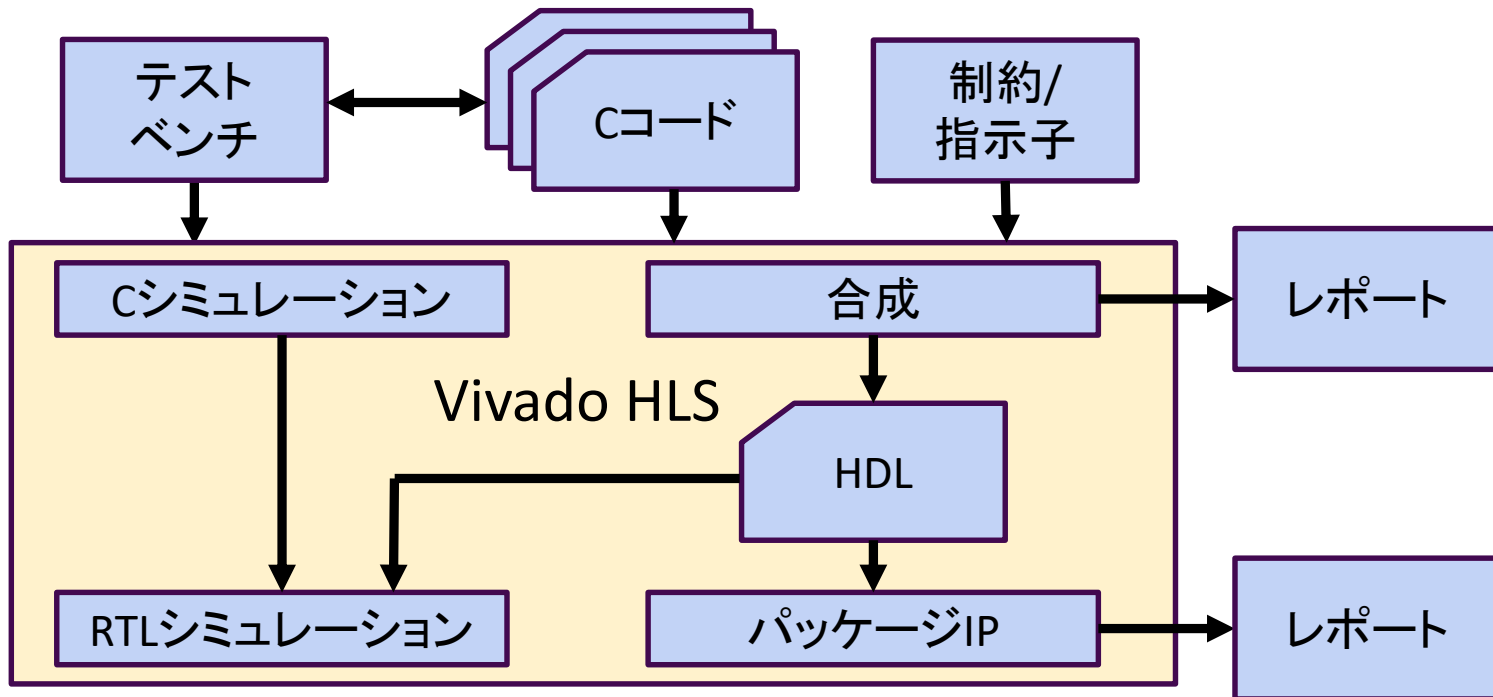 テスト
ベンチ
Cコード
制約/
指示子
Cシミュレーション
合成
レポート
Vivado HLS
HDL
RTLシミュレーション
パッケージIP
レポート